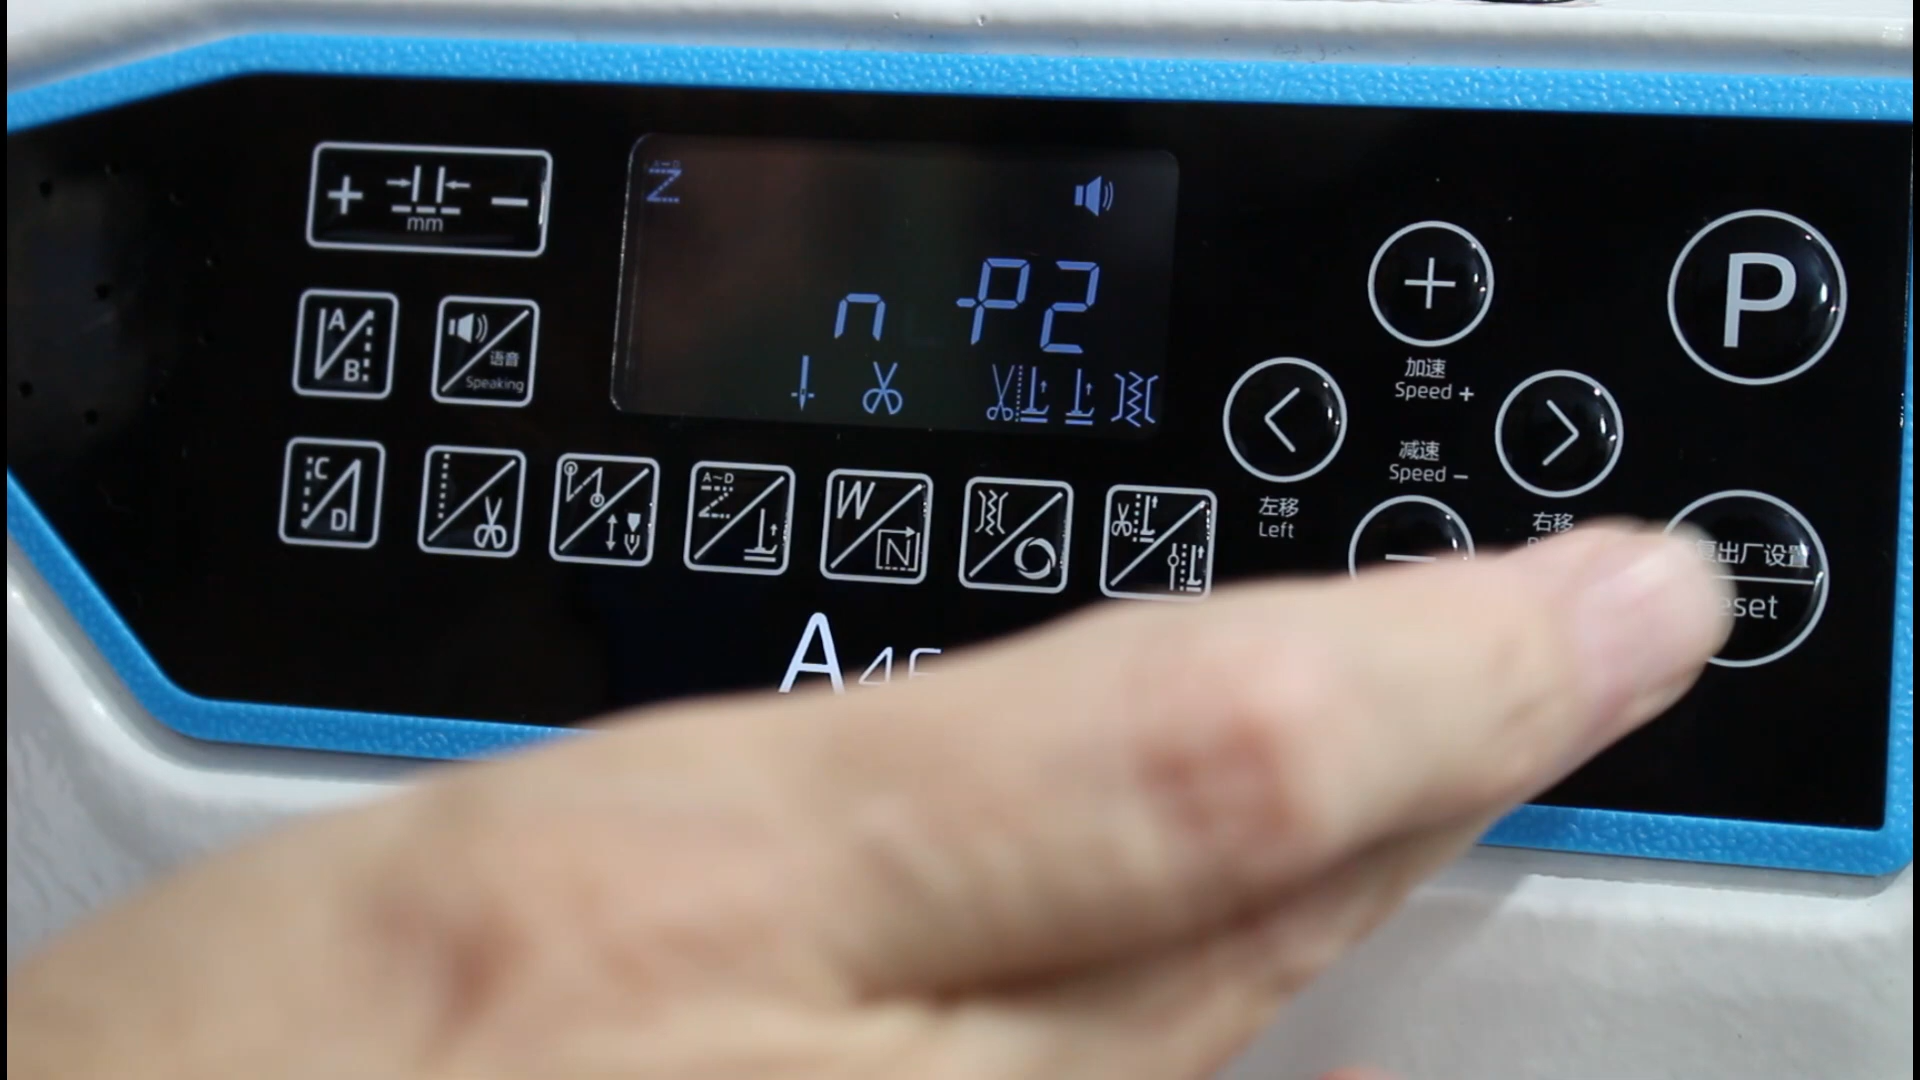 + − mm
A B
语音
Speaking
A~D
n P2
C D
A~D
W N
加速
Speed +
减速
Speed −
左移
Left
右移
P
复出厂设置
eset
A